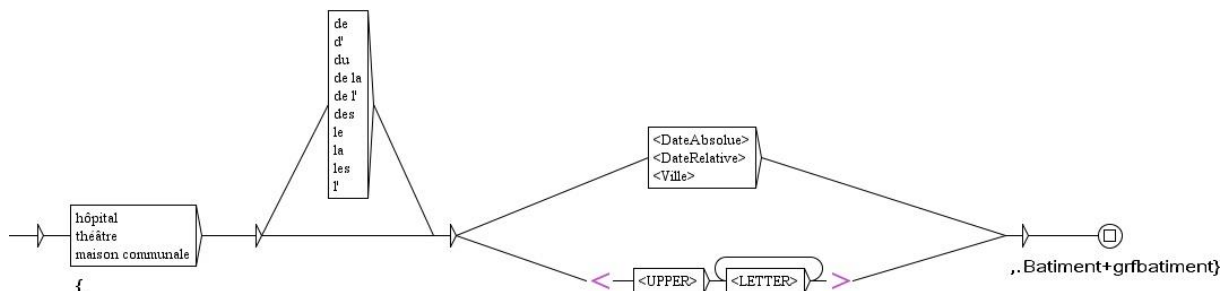 de
d'
du
de la
de l'
des
le
la
les
l'
<DateAbsolue>
<DateRelative>
<Ville>
hôpital
théâtre
maison communale
{
< <UPPER> <LETTER> >
,.Batiment+grfbatiment}